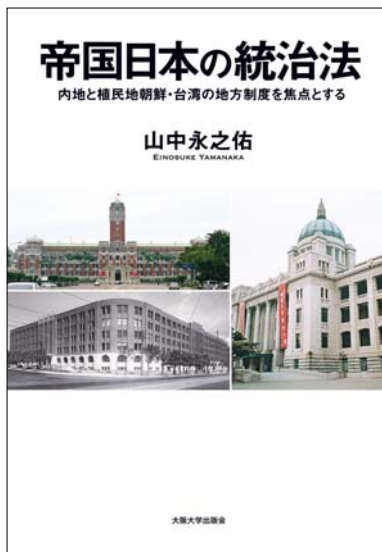 帝国日本の統治法
内地と植民地朝鮮・台湾の地方制度を焦点とする
山中永之佑
EINOSUKE YAMANAKA
大阪大学出版会